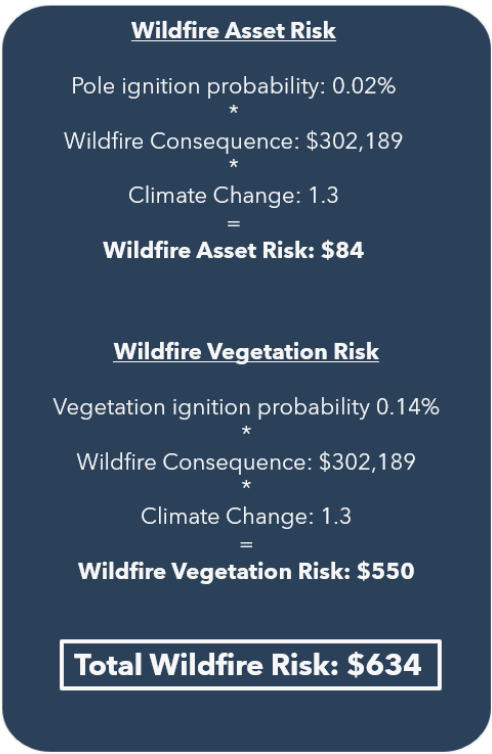 Wildfire Asset Risk
Pole ignition probability: 0.02%
*
Wildfire Consequence: $302,189
*
Climate Change: 1.3
=
Wildfire Asset Risk: $84
Wildfire Vegetation Risk
Vegetation ignition probability 0.14%
*
Wildfire Consequence: $302,189
*
Climate Change: 1.3
=
Wildfire Vegetation Risk: $550
Total Wildfire Risk: $634